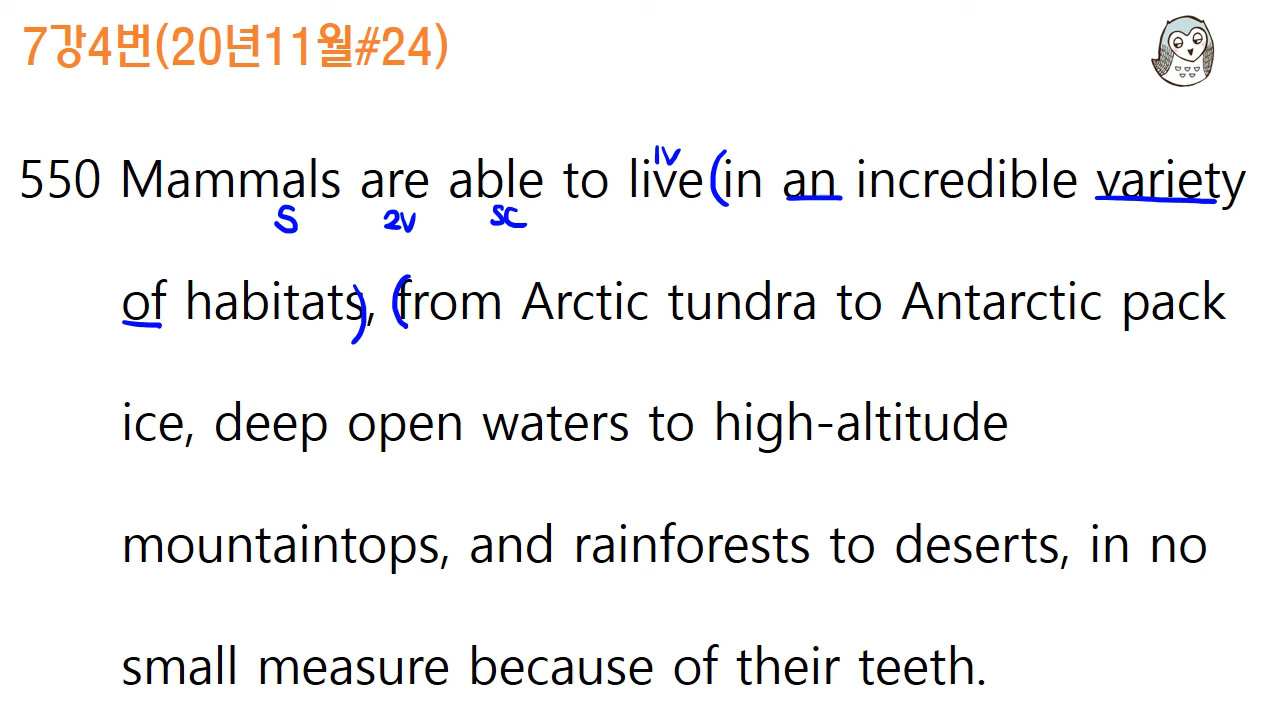 7강4번(20년11월#24)
550 Mammals are able to live (in an incredible variety
1V
S 2V SC
of habitats), (from Arctic tundra to Antarctic pack
ice, deep open waters to high-altitude
mountaintops, and rainforests to deserts, in no
small measure because of their teeth.